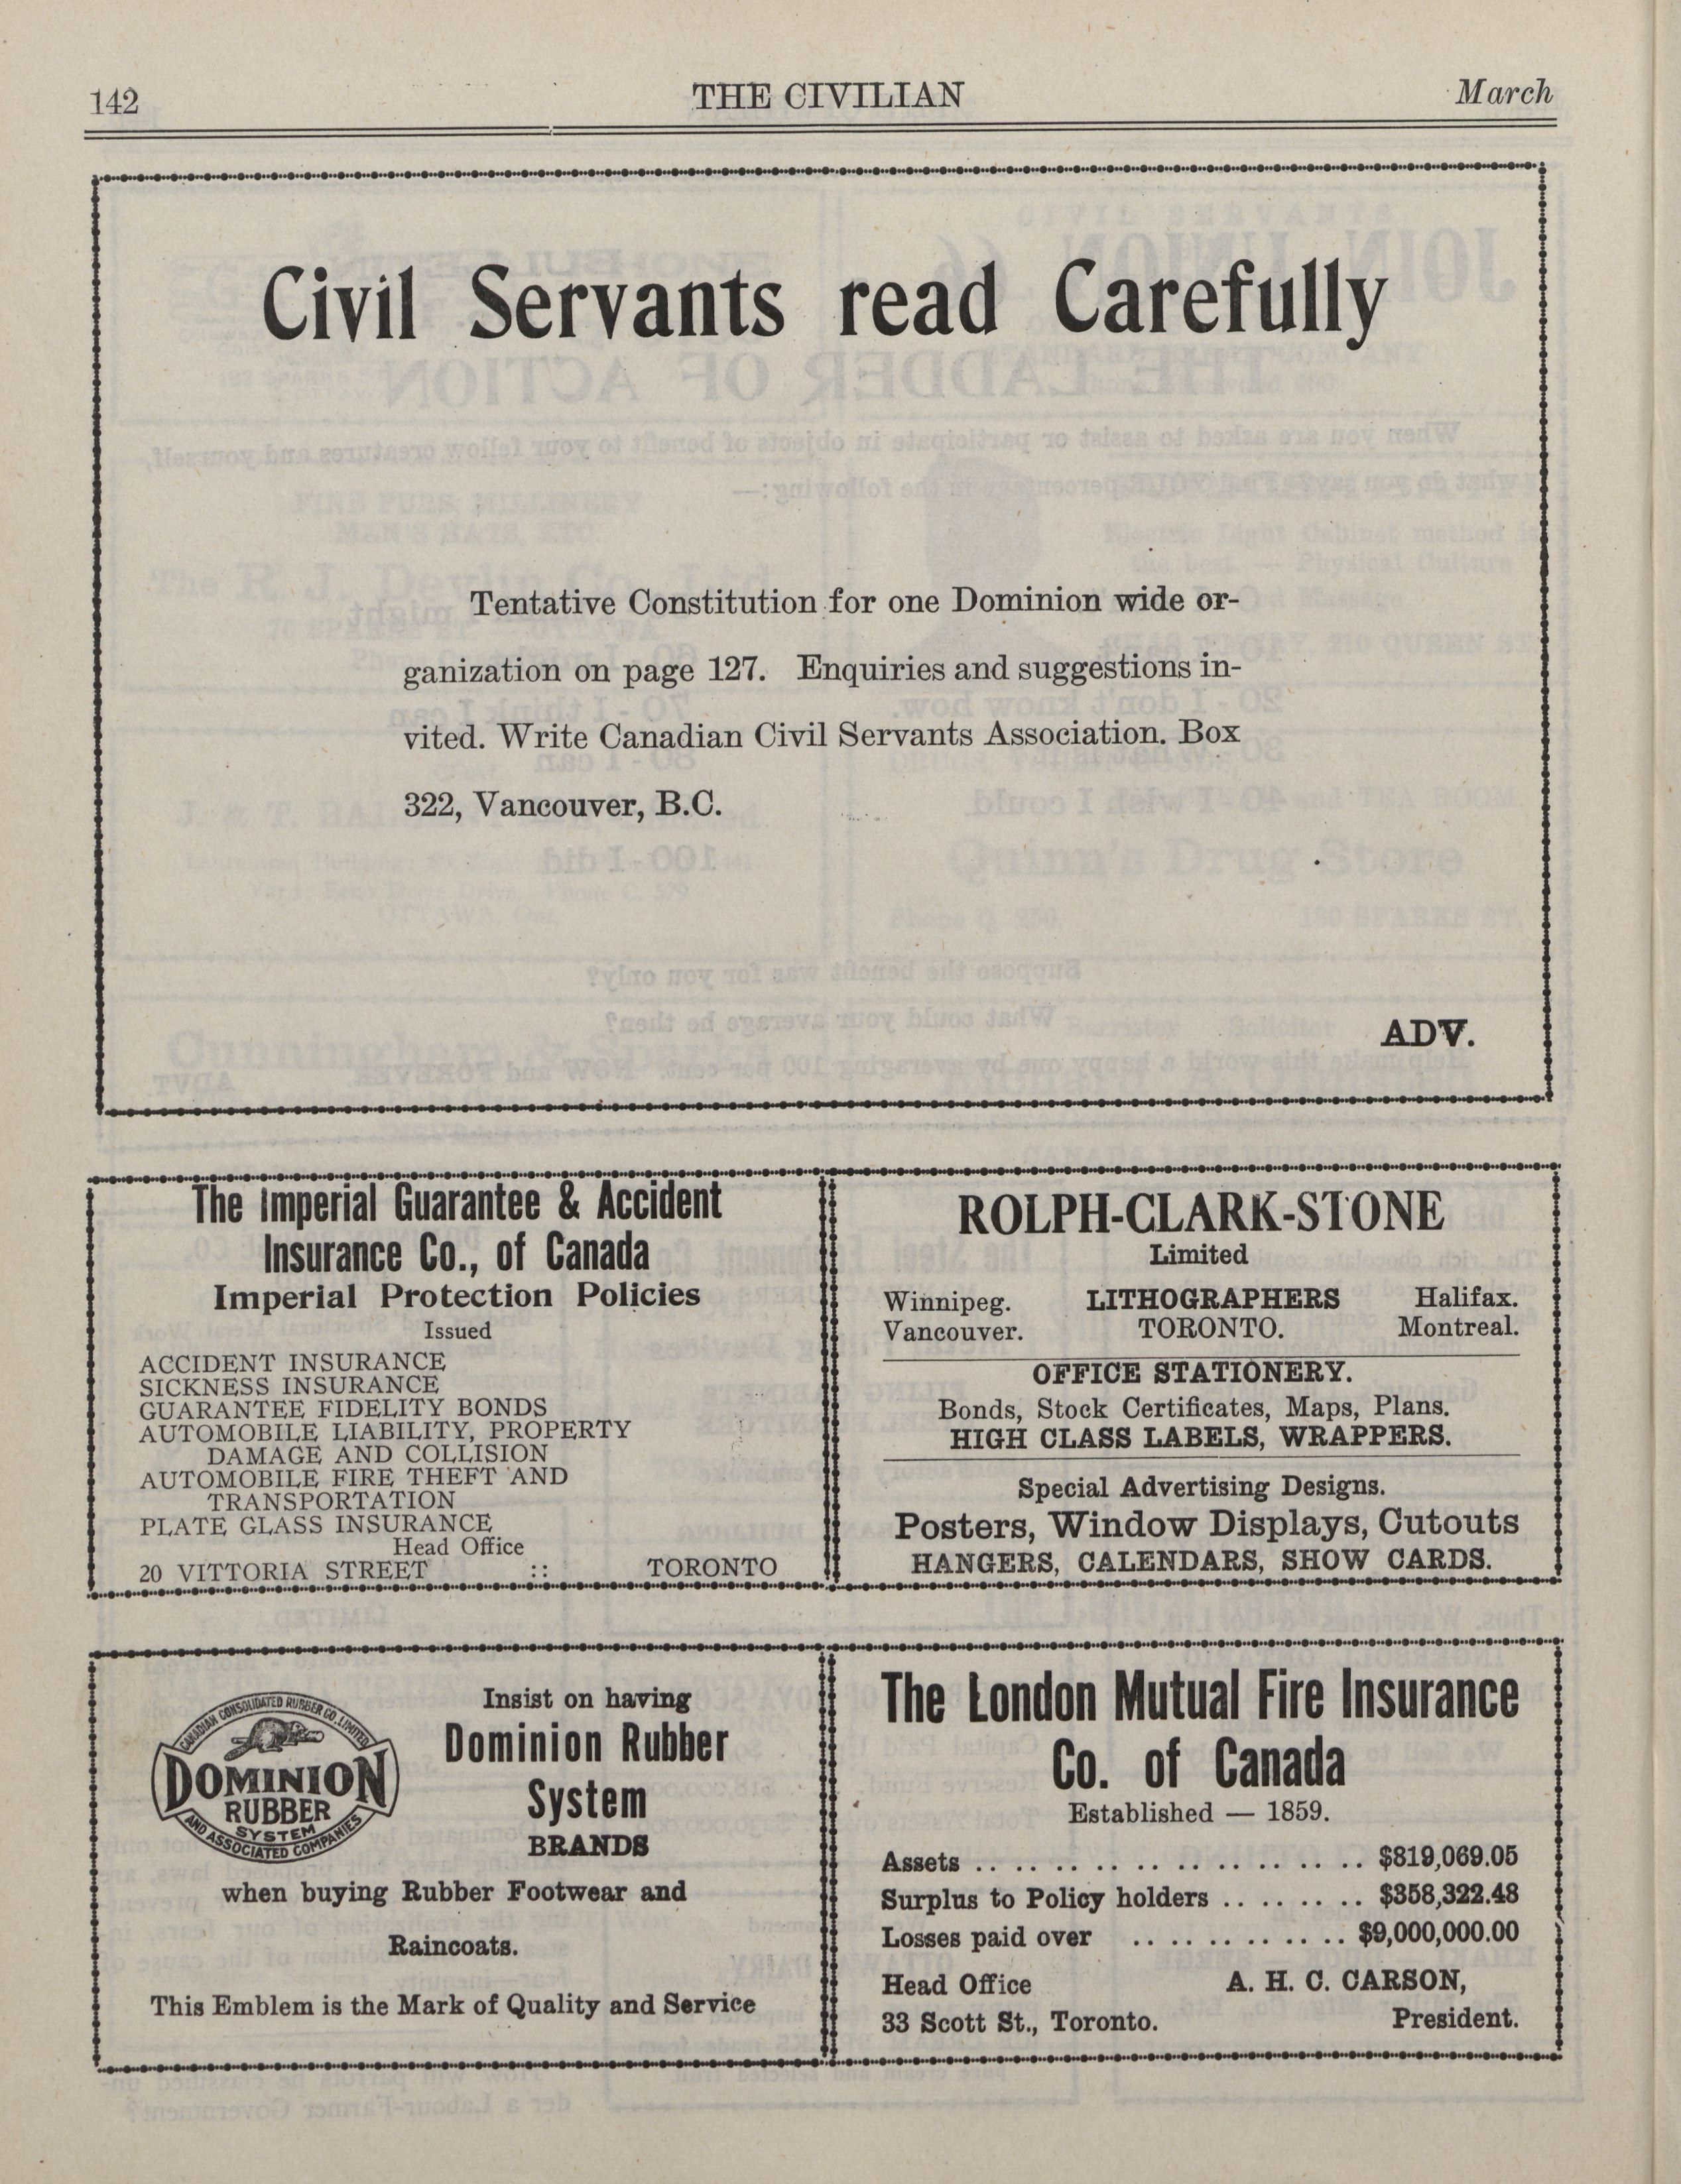 142
THE CIVILIAN
March
Civil Servants read Carefully
Tentative Constitution for one Dominion wide or-
ganization on page 127. Enquiries and suggestions in-
vited. Write Canadian Civil Servants Association. Box
322, Vancouver, B.C.
ADV.
The Imperial Guarantee & Accident
Insurance Co., of Canada
Imperial Protection Policies
Issued
ACCIDENT INSURANCE
SICKNESS INSURANCE
GUARANTEE FIDELITY BONDS
AUTOMOBILE LIABILITY, PROPERTY
DAMAGE AND COLLISION
AUTOMOBILE FIRE THEFT AND
TRANSPORTATION
PLATE GLASS INSURANCE
Head Office
20 VITTORIA STREET :: TORONTO
ROLPH-CLARK-STONE
Limited
Winnipeg. LITHOGRAPHERS Halifax.
Vancouver. TORONTO. Montreal.
OFFICE STATIONERY.
Bonds, Stock Certificates, Maps, Plans.
HIGH CLASS LABELS, WRAPPERS.
Special Advertising Designs.
Posters, Window Displays, Cutouts
HANGERS, CALENDARS, SHOW CARDS.
CANADIAN CONSOLIDATED RUBBER CO. LIMITED
DOMINION
RUBBER
SYSTEM
AND ASSOCIATED COMPANIES
Insist on having
Dominion Rubber
System
BRANDS
when buying Rubber Footwear and
Raincoats.
This Emblem is the Mark of Quality and Service
The London Mutual Fire Insurance
Co. of Canada
Established — 1859.
Assets .. .. .. .. .. .. .. .. .. .. $819,069.05
Surplus to Policy holders .. .. .. .. $358,322.48
Losses paid over .. .. .. .. .. .. $9,000,000.00
Head Office A. H. C. CARSON,
33 Scott St., Toronto. President.